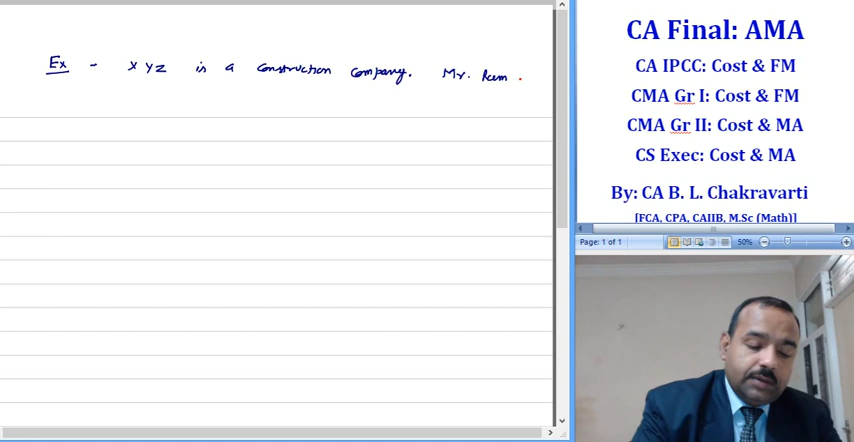 Ex - XYZ is a construction company. Mr. Ram
CA Final: AMA
CA IPCC: Cost & FM
CMA Gr I: Cost & FM
CMA Gr II: Cost & MA
CS Exec: Cost & MA
By: CA B. L. Chakravarti
[FCA, CPA, CAIIB, M.Sc (Math)]
Page: 1 of 1 50%